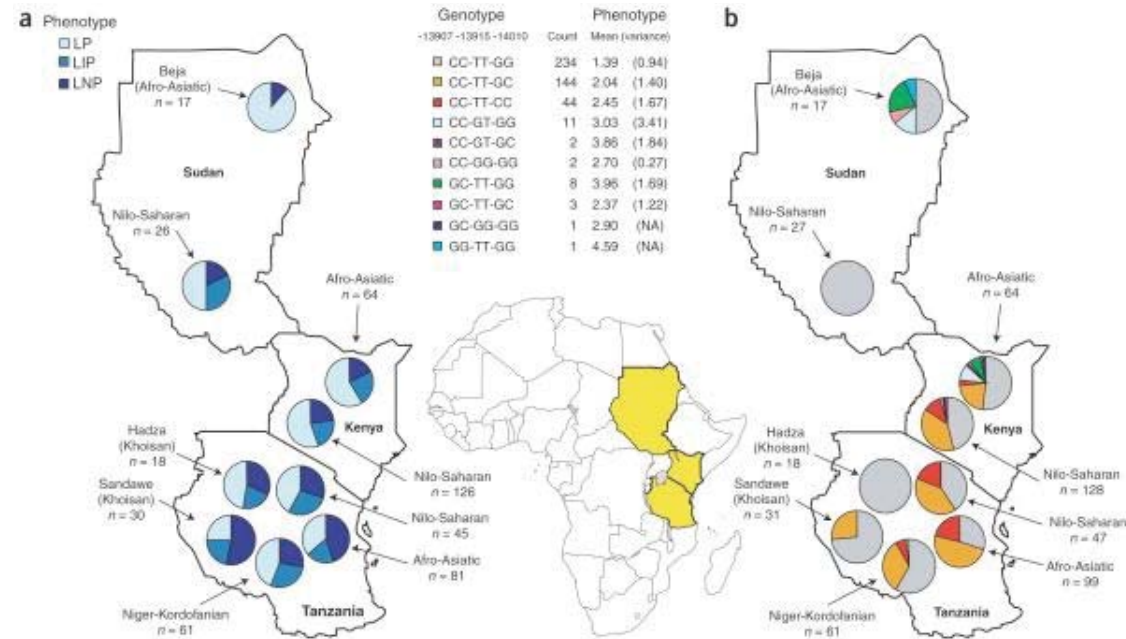 a
Phenotype
LP
LIP
LNP
Beja
(Afro-Asiatic)
n = 17
Sudan
Nilo-Saharan
n = 26
Afro-Asiatic
n = 64
Kenya
Hadza
(Khoisan)
n = 18
Sandawe
(Khoisan)
n = 30
Nilo-Saharan
n = 126
Nilo-Saharan
n = 45
Afro-Asiatic
n = 81
Niger-Kordofanian
n = 61
Tanzania
Genotype Phenotype
-13907 -13915 -14010 Count Mean (variance)
CC-TT-GG 234 1.39 (0.94)
CC-TT-GC 144 2.04 (1.40)
CC-TT-CC 44 2.45 (1.67)
CC-GT-GG 11 3.03 (3.41)
CC-GT-GC 2 3.86 (1.84)
CC-GG-GG 2 2.70 (0.27)
GC-TT-GG 8 3.96 (1.69)
GC-TT-GC 3 2.37 (1.22)
GC-GG-GG 1 2.90 (NA)
GG-TT-GG 1 4.59 (NA)
b
Beja
(Afro-Asiatic)
n = 17
Sudan
Nilo-Saharan
n = 27
Afro-Asiatic
n = 64
Kenya
Hadza
(Khoisan)
n = 18
Sandawe
(Khoisan)
n = 31
Nilo-Saharan
n = 128
Nilo-Saharan
n = 47
Afro-Asiatic
n = 99
Niger-Kordofanian
n = 61
Tanzania